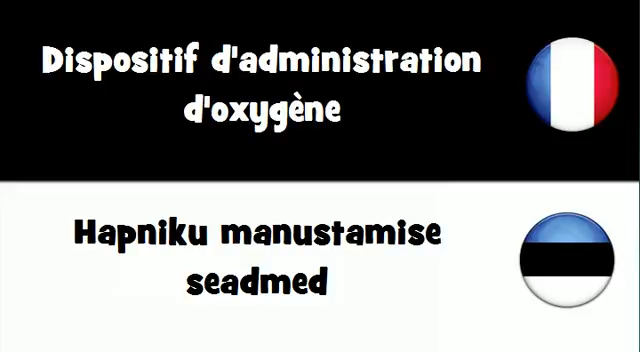 Dispositif d'administration
d'oxygène
Hapniku manustamise
seadmed